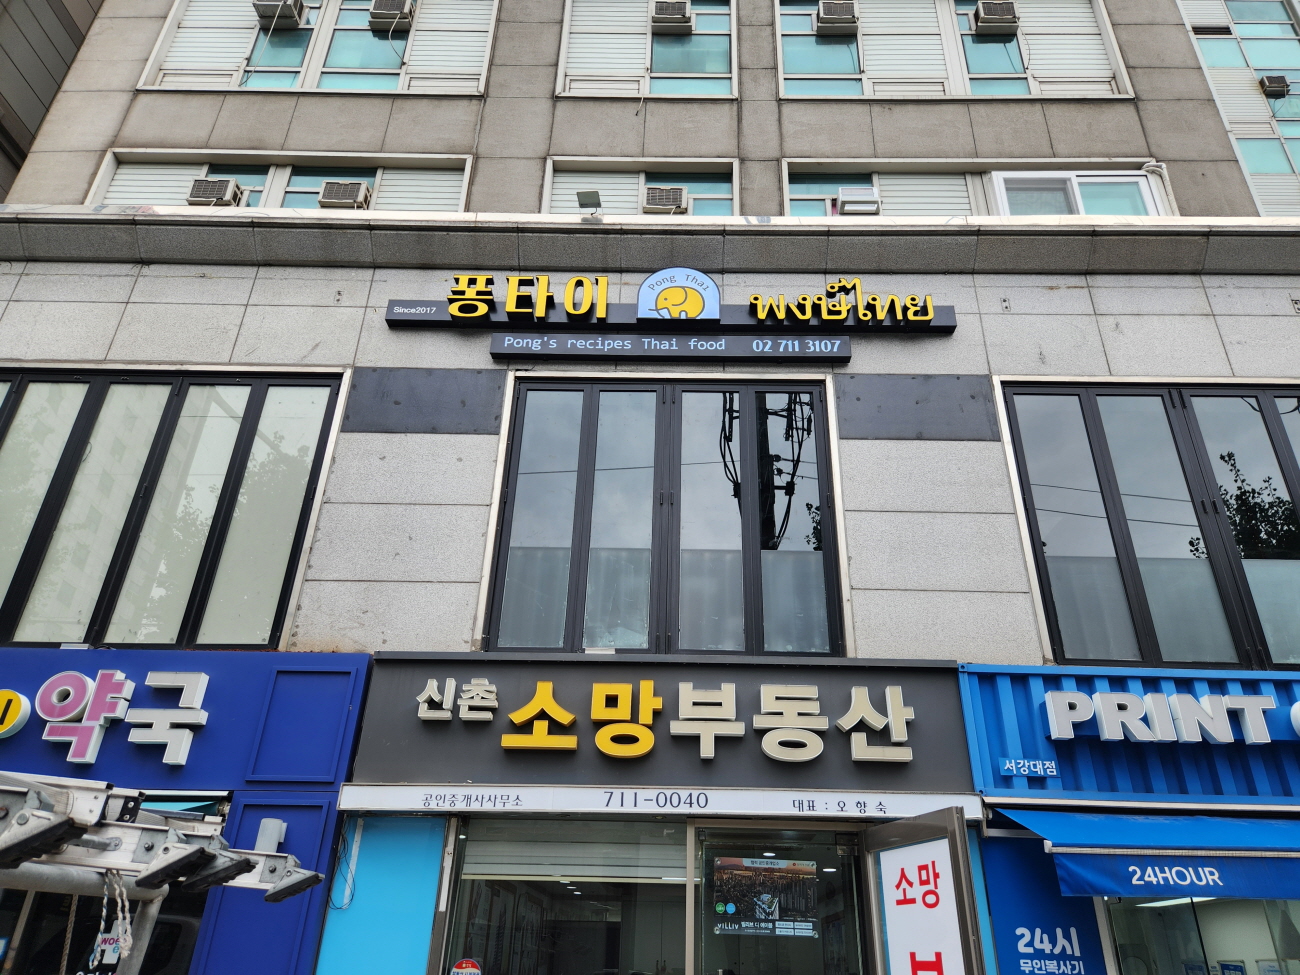 Since2017 퐁타이 Pong Thai พงษ์ไทย
Pong's recipes Thai food 02 711 3107
약국
신촌 소망부동산
공인중개사사무소 711-0040 대표 : 오향숙
PRINT
서강대점
24HOUR
24시
무인복사기
소망
VILLIV